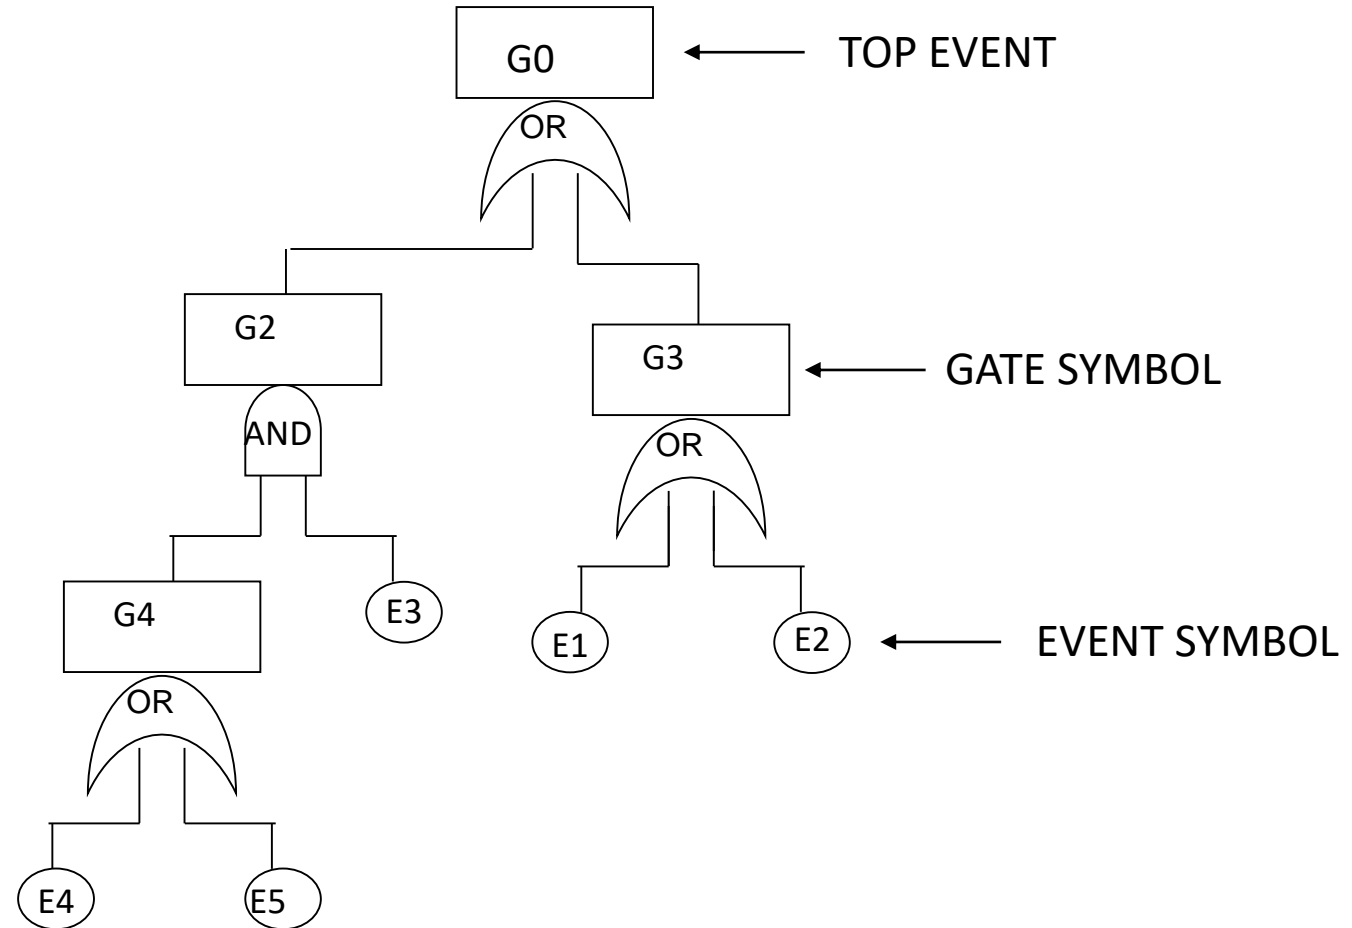 G0
TOP EVENT
OR
G2
G3
GATE SYMBOL
AND
OR
G4
E3
E1
E2
EVENT SYMBOL
OR
E4
E5